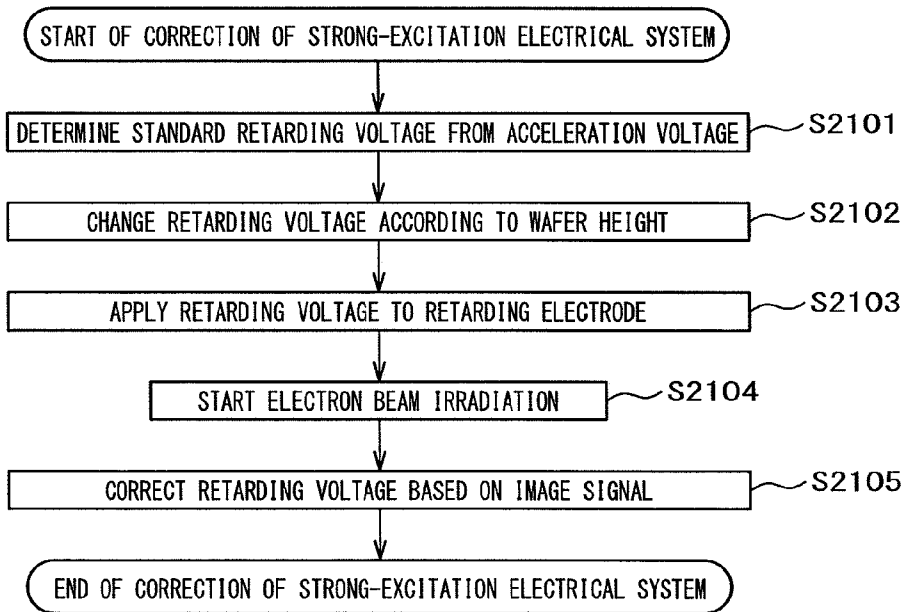 START OF CORRECTION OF STRONG-EXCITATION ELECTRICAL SYSTEM
DETERMINE STANDARD RETARDING VOLTAGE FROM ACCELERATION VOLTAGE S2101
CHANGE RETARDING VOLTAGE ACCORDING TO WAFER HEIGHT S2102
APPLY RETARDING VOLTAGE TO RETARDING ELECTRODE S2103
START ELECTRON BEAM IRRADIATION S2104
CORRECT RETARDING VOLTAGE BASED ON IMAGE SIGNAL S2105
END OF CORRECTION OF STRONG-EXCITATION ELECTRICAL SYSTEM